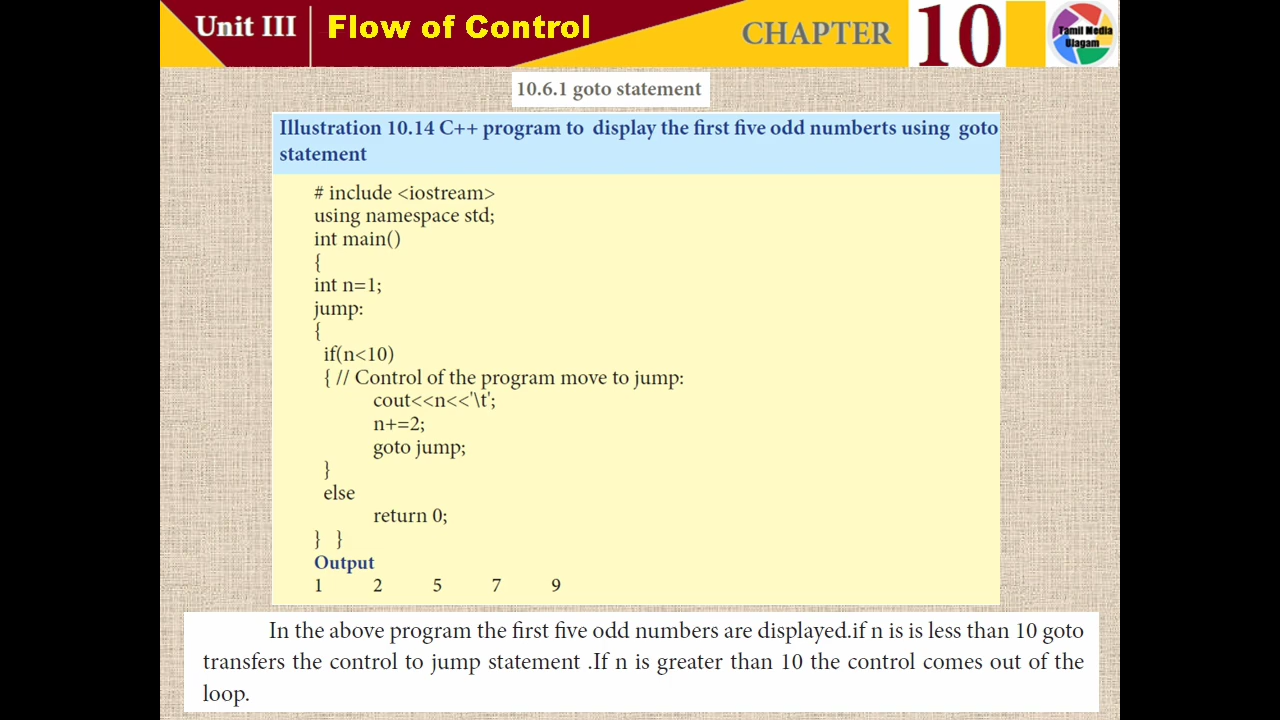 Unit III Flow of Control CHAPTER 10 Tamil Media Ulagam
10.6.1 goto statement
Illustration 10.14 C++ program to display the first five odd numberts using goto
statement
# include <iostream>
using namespace std;
int main()
{
int n=1;
jump:
{
if(n<10)
{ // Control of the program move to jump:
cout<<n<<'\t';
n+=2;
goto jump;
}
else
return 0;
} }
Output
1 2 5 7 9
In the above program the first five odd numbers are displayed.if n is is less than 10 goto
transfers the control to jump statement .If n is greater than 10 the control comes out of the
loop.